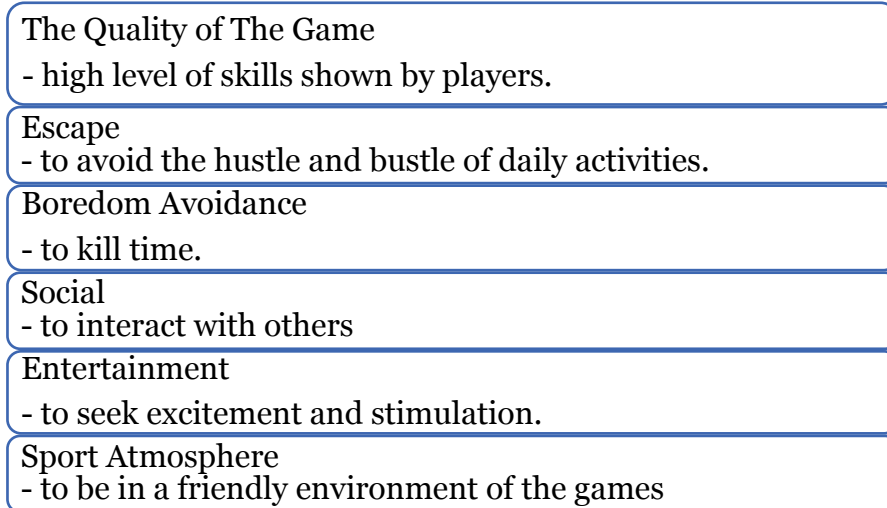 The Quality of The Game
- high level of skills shown by players.
Escape
- to avoid the hustle and bustle of daily activities.
Boredom Avoidance
- to kill time.
Social
- to interact with others
Entertainment
- to seek excitement and stimulation.
Sport Atmosphere
- to be in a friendly environment of the games